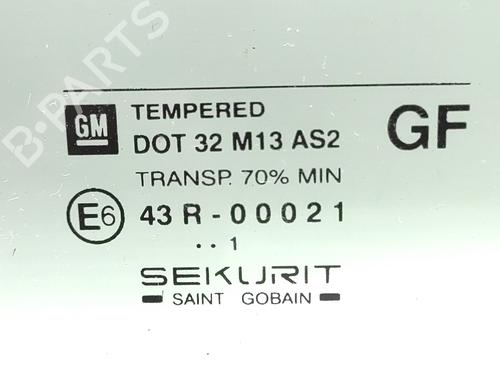 B-PARTS
GM TEMPERED
DOT 32 M13 AS2 GF
TRANSP. 70% MIN
E6 43 R-00021
.. 1
SEKURIT
SAINT GOBAIN